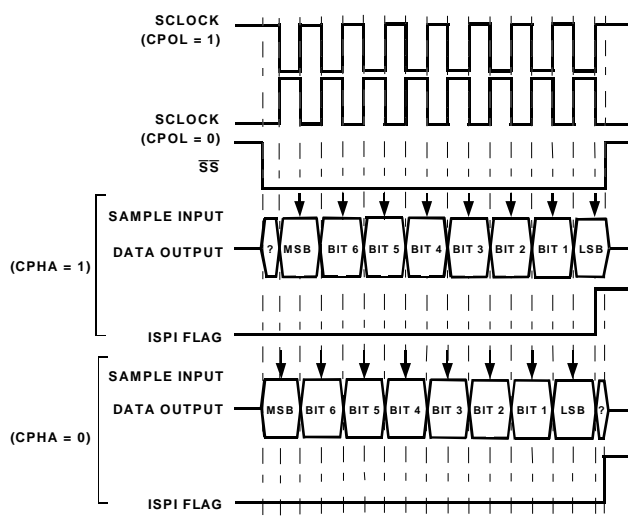 SCLOCK
(CPOL = 1)
SCLOCK
(CPOL = 0)
SS
SAMPLE INPUT
DATA OUTPUT
? MSB BIT 6 BIT 5 BIT 4 BIT 3 BIT 2 BIT 1 LSB
(CPHA = 1)
ISPI FLAG
SAMPLE INPUT
DATA OUTPUT
MSB BIT 6 BIT 5 BIT 4 BIT 3 BIT 2 BIT 1 LSB ?
(CPHA = 0)
ISPI FLAG